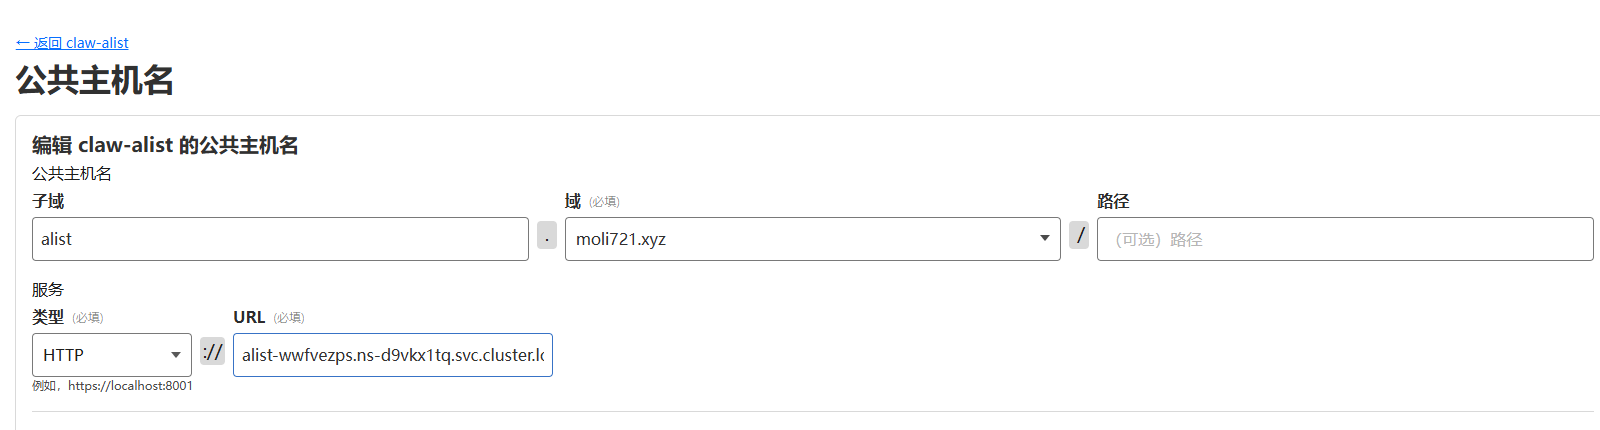 ← 返回 claw-alist
公共主机名
编辑 claw-alist 的公共主机名
公共主机名
子域 域 (必填) 路径
alist . moli721.xyz / （可选）路径
服务
类型 (必填) URL (必填)
HTTP :// alist-wwfvezps.ns-d9vkx1tq.svc.cluster.lo
例如，https://localhost:8001